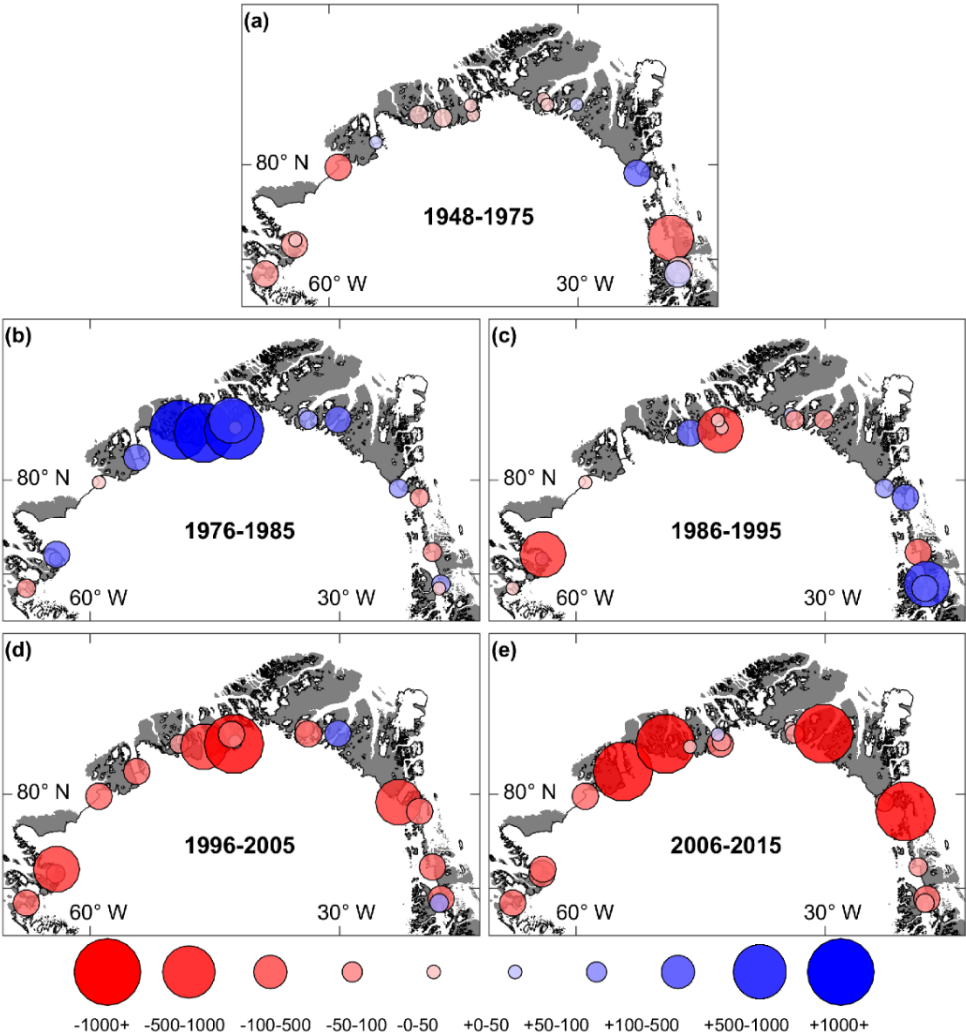 (a)
80° N
1948-1975
60° W 30° W
(b) (c)
80° N 80° N
1976-1985 1986-1995
60° W 30° W 60° W 30° W
(d) (e)
80° N 80° N
1996-2005 2006-2015
60° W 30° W 60° W 30° W
-1000+ -500-1000 -100-500 -50-100 -0-50 +0-50 +50-100 +100-500 +500-1000 +1000+